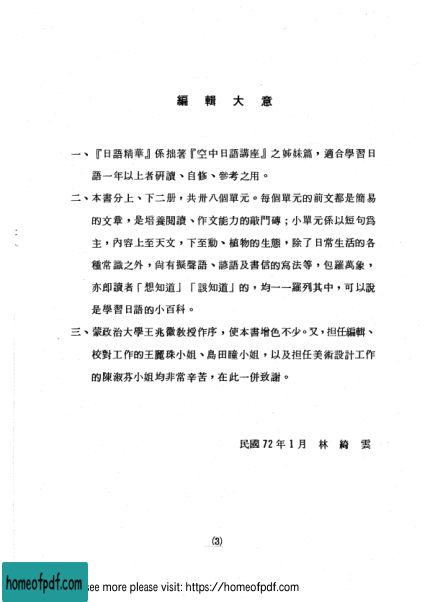 編輯大意
一、『日語精華』係拙著『空中日語講座』之姊妹篇，適合學習日
語一年以上者研讀、自修、參考之用。
二、本書分上、下二册，共卅八個單元。每個單元的前文都是簡易
的文章，是培養閱讀、作文能力的敲門磚；小單元係以短句爲
主，內容上至天文，下至動、植物的生態，除了日常生活的各
種常識之外，尙有擬聲語、諺語及書信的寫法等，包羅萬象，
亦卽讀者「想知道」「該知道」的，均一一羅列其中，可以說
是學習日語的小百科。
三、蒙政治大學王兆徽敎授作序，使本書增色不少。又，担任編輯、
校對工作的王麗珠小姐、島田瞳小姐，以及担任美術設計工作
的陳淑芬小姐均非常辛苦，在此一併致謝。
民國72年1月 林綺雲
(3)
homeofpdf.com
see more please visit: https://homeofpdf.com